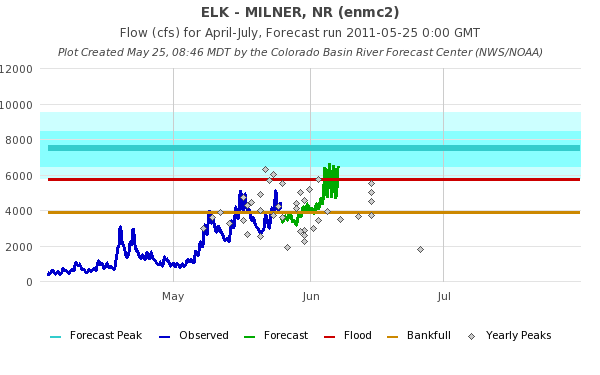 ELK - MILNER, NR (enmc2)
Flow (cfs) for April-July, Forecast run 2011-05-25 0:00 GMT
Plot Created May 25, 08:46 MDT by the Colorado Basin River Forecast Center (NWS/NOAA)
12000
10000
8000
6000
4000
2000
0
May Jun Jul
Forecast Peak Observed Forecast Flood Bankfull Yearly Peaks